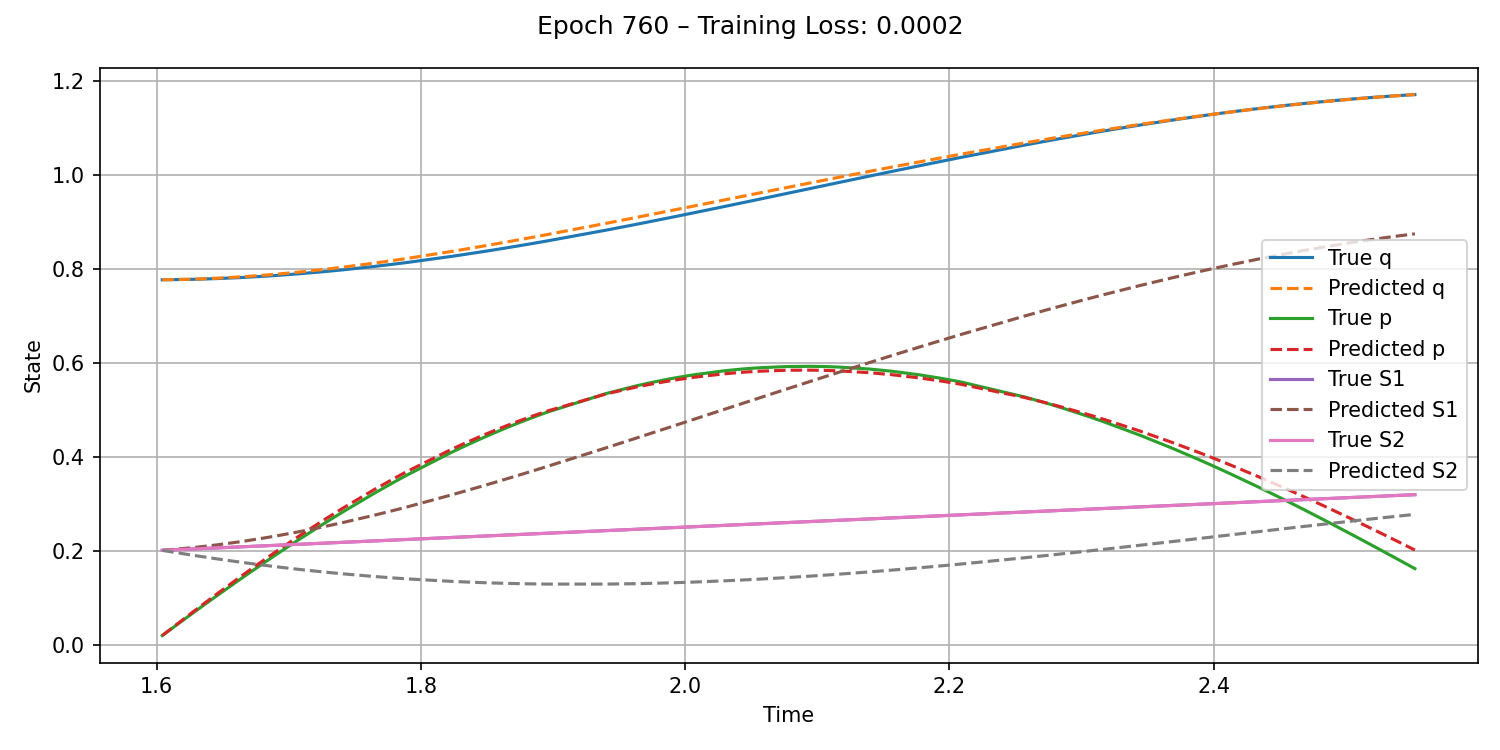 Epoch 760 – Training Loss: 0.0002
1.2
1.0
0.8
0.6
0.4
0.2
0.0
State
True q
Predicted q
True p
Predicted p
True S1
Predicted S1
True S2
Predicted S2
1.6
1.8
2.0
2.2
2.4
Time